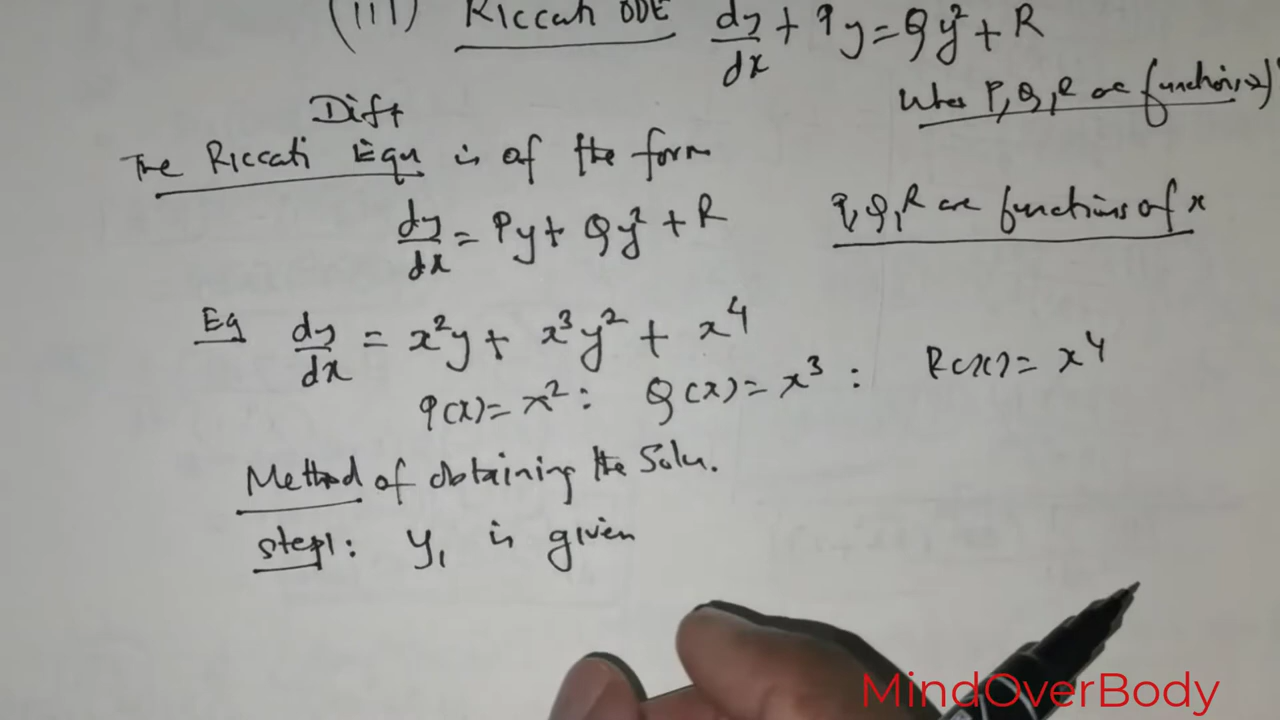 (III) Riccati ODE dy/dx + Py = Qy² + R
When P, Q, R are functions, x)
Diff
The Riccati Equ is of the form
dy/dx = Py + Qy² + R
P, Q, R are functions of x
Eg dy/dx = x²y + x³y² + x⁴
P(x) = x² : Q(x) = x³ : R(x) = x⁴
Method of obtaining the Soln.
step1: y₁ is given
MindOverBody